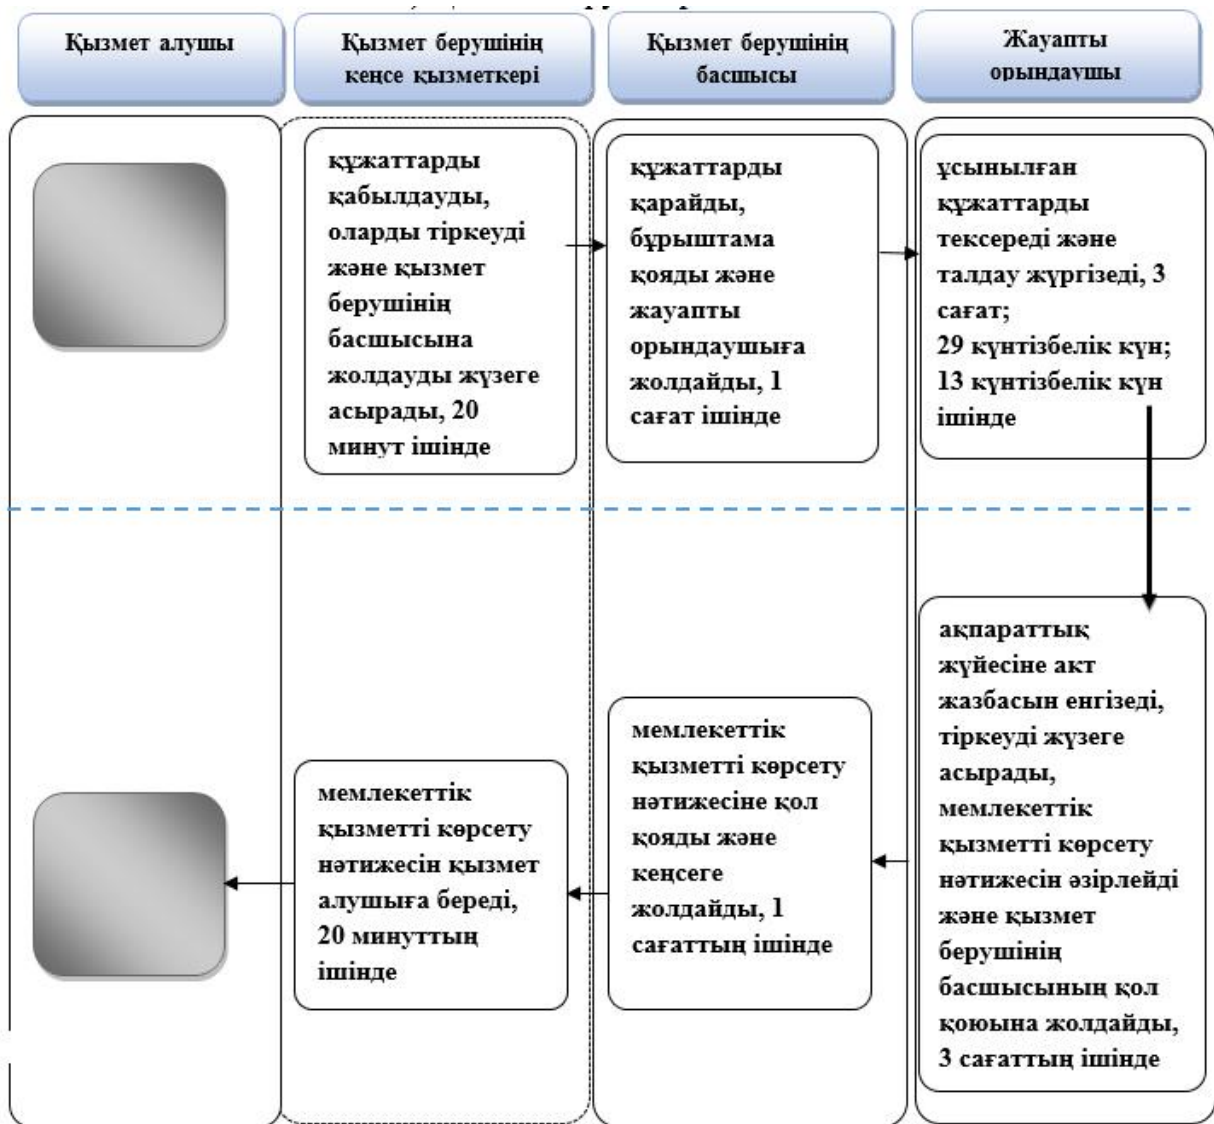 Қызмет алушы
Қызмет берушінің
кеңсе қызметкері
Қызмет берушінің
басшысы
Жауапты
орындаушы
құжаттарды
қабылдауды,
оларды тіркеуді
және қызмет
берушінің
басшысына
жолдауды жүзеге
асырады, 20
минут ішінде
құжаттарды
қарайды,
бұрыштама
қояды және
жауапты
орындаушыға
жолдайды, 1
сағат ішінде
ұсынылған
құжаттарды
тексереді және
талдау жүргізеді, 3
сағат;
29 күнтізбелік күн;
13 күнтізбелік күн
ішінде
ақпараттық
жүйесіне акт
жазбасын енгізеді,
тіркеуді жүзеге
асырады,
мемлекеттік
қызметті көрсету
нәтижесін әзірлейді
және қызмет
берушінің
басшысының қол
қоюына жолдайды,
3 сағаттың ішінде
мемлекеттік
қызметті көрсету
нәтижесіне қол
қояды және
кеңсеге
жолдайды, 1
сағаттың ішінде
мемлекеттік
қызметті көрсету
нәтижесін қызмет
алушыға береді,
20 минуттың
ішінде